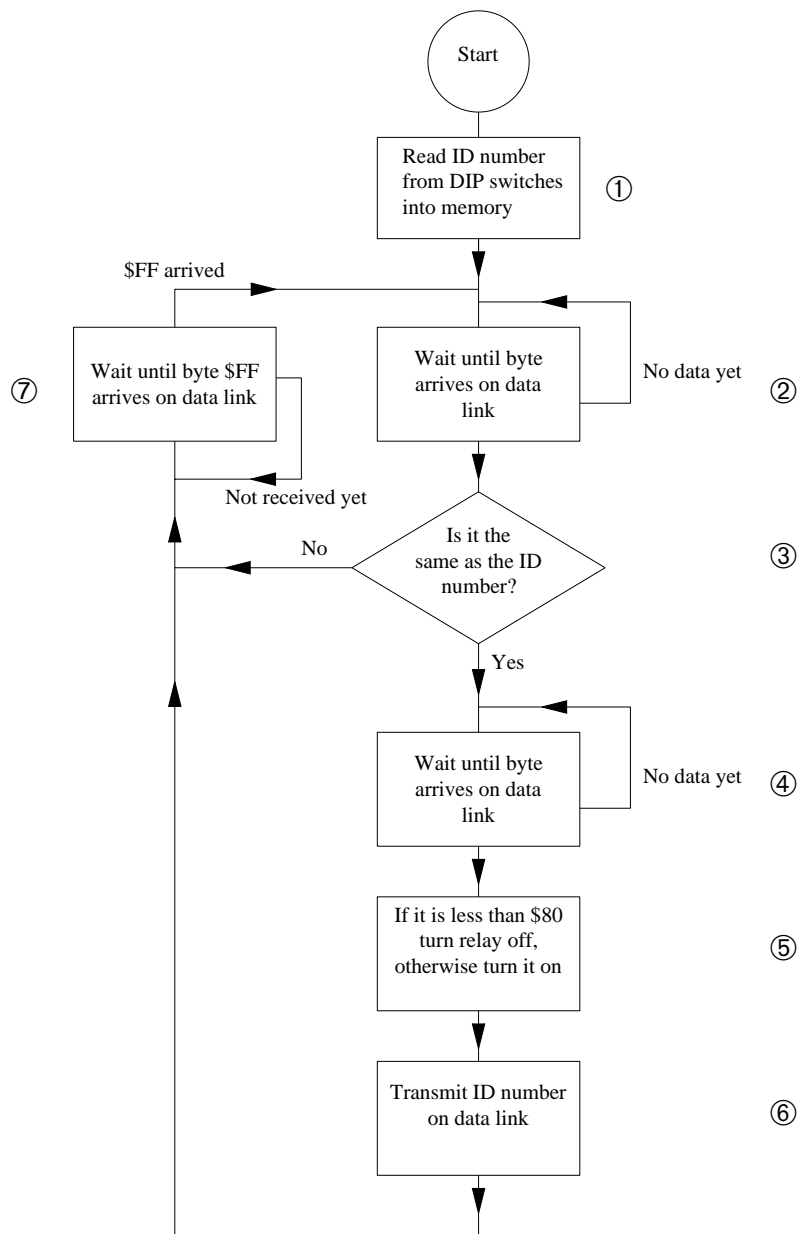 Start
Read ID number
from DIP switches
into memory
①
$FF arrived
Wait until byte $FF
arrives on data link
⑦
Wait until byte
arrives on data
link
No data yet
②
Not received yet
Is it the
same as the ID
number?
③
No
Yes
Wait until byte
arrives on data
link
No data yet
④
If it is less than $80
turn relay off,
otherwise turn it on
⑤
Transmit ID number
on data link
⑥